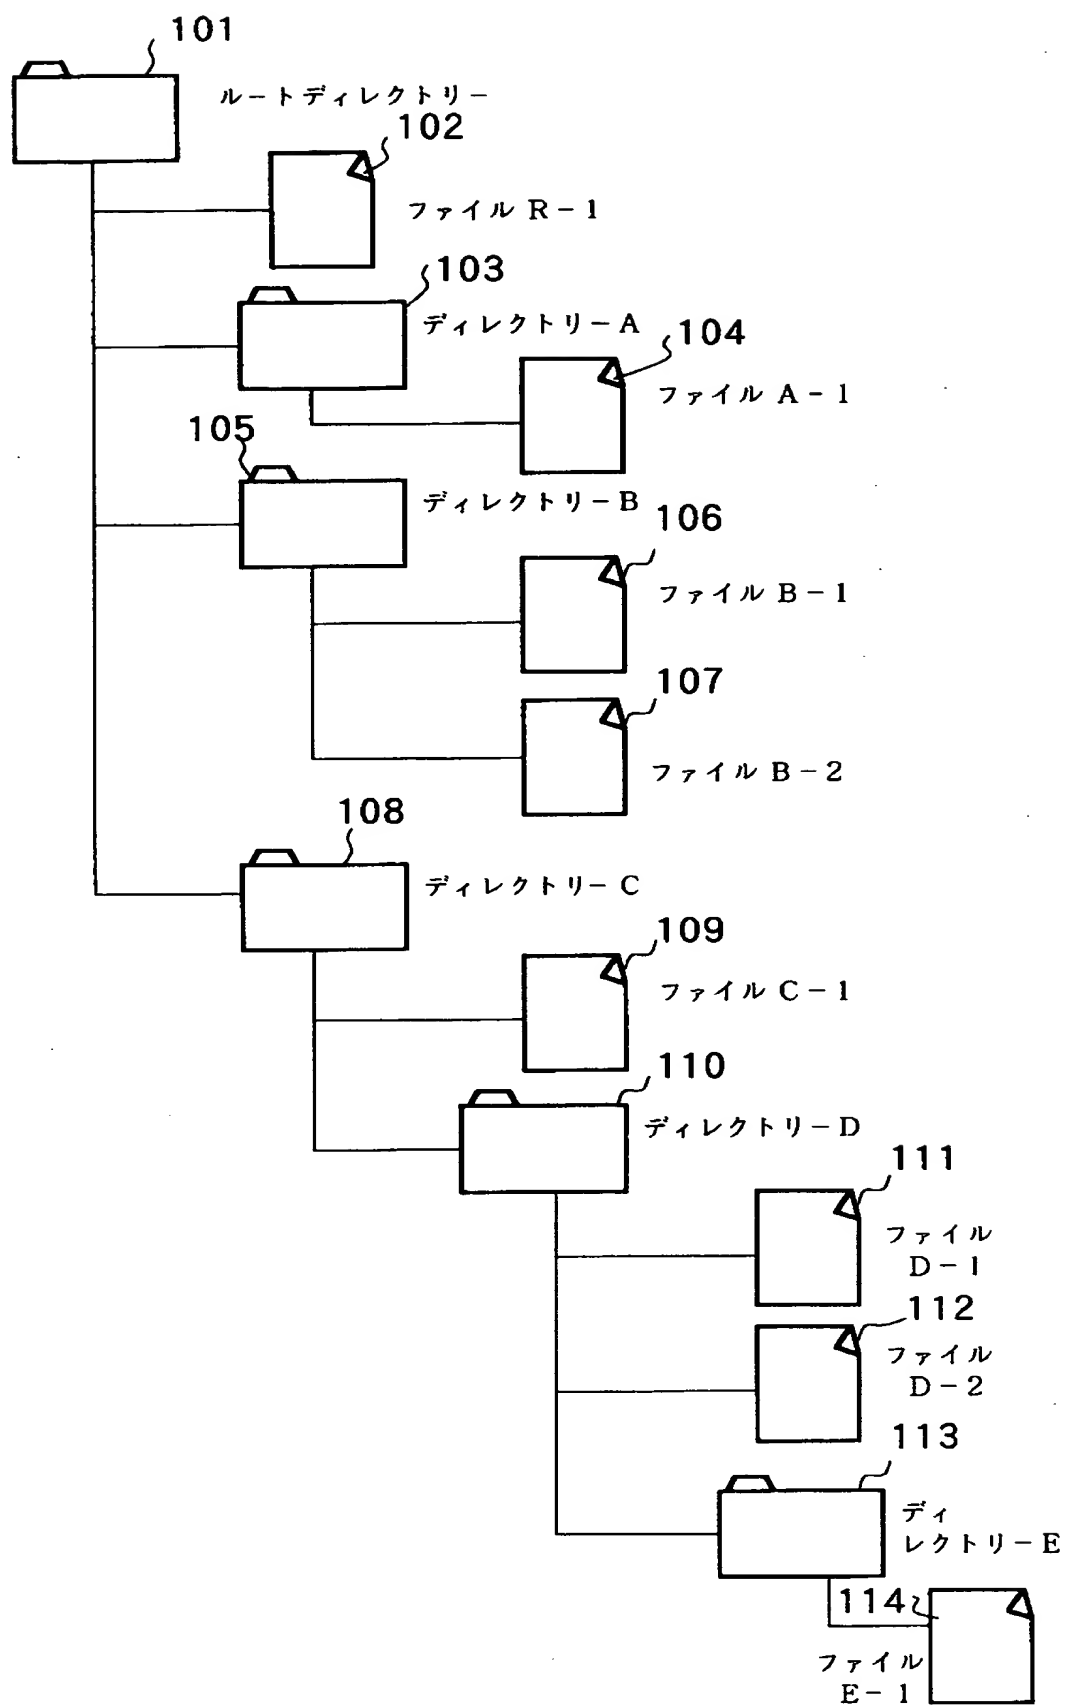 101
ルートディレクトリー
102
ファイル R-1
103
ディレクトリーA
104
ファイル A-1
105
ディレクトリーB
106
ファイル B-1
107
ファイル B-2
108
ディレクトリーC
109
ファイル C-1
110
ディレクトリーD
111
ファイル
D-1
112
ファイル
D-2
113
ディ
レクトリーE
114
ファイル
E-1